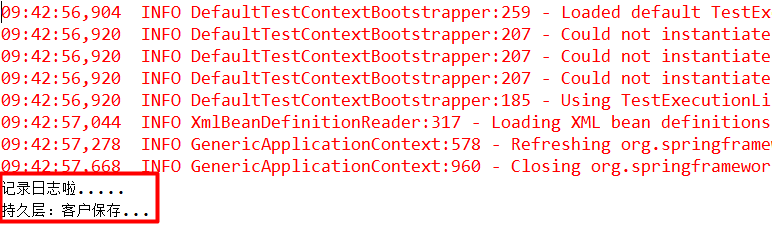 09:42:56,904 INFO DefaultTestContextBootstrapper:259 - Loaded default TestEx
09:42:56,920 INFO DefaultTestContextBootstrapper:207 - Could not instantiate
09:42:56,920 INFO DefaultTestContextBootstrapper:207 - Could not instantiate
09:42:56,920 INFO DefaultTestContextBootstrapper:207 - Could not instantiate
09:42:56,920 INFO DefaultTestContextBootstrapper:185 - Using TestExecutionLi
09:42:57,044 INFO XmlBeanDefinitionReader:317 - Loading XML bean definitions
09:42:57,278 INFO GenericApplicationContext:578 - Refreshing org.springframew
09:42:57,668 INFO GenericApplicationContext:960 - Closing org.springframewor
记录日志啦.....
持久层：客户保存...